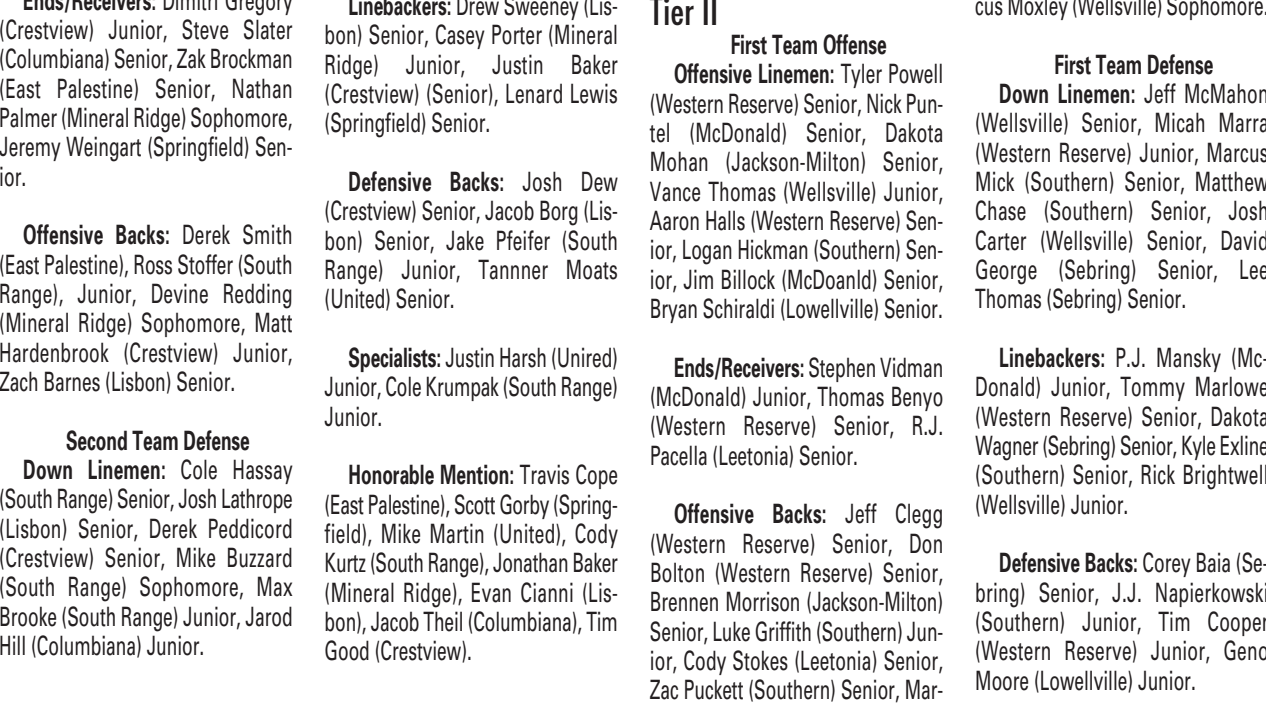 Ends/Receivers: Dimitri Gregory
(Crestview) Junior, Steve Slater
(Columbiana) Senior, Zak Brockman
(East Palestine) Senior, Nathan
Palmer (Mineral Ridge) Sophomore,
Jeremy Weingart (Springfield) Sen-
ior.
Offensive Backs: Derek Smith
(East Palestine), Ross Stoffer (South
Range), Junior, Devine Redding
(Mineral Ridge) Sophomore, Matt
Hardenbrook (Crestview) Junior,
Zach Barnes (Lisbon) Senior.
Second Team Defense
Down Linemen: Cole Hassay
(South Range) Senior, Josh Lathrope
(Lisbon) Senior, Derek Peddicord
(Crestview) Senior, Mike Buzzard
(South Range) Sophomore, Max
Brooke (South Range) Junior, Jarod
Hill (Columbiana) Junior.
Linebackers: Drew Sweeney (Lis-
bon) Senior, Casey Porter (Mineral
Ridge) Junior, Justin Baker
(Crestview) (Senior), Lenard Lewis
(Springfield) Senior.
Defensive Backs: Josh Dew
(Crestview) Senior, Jacob Borg (Lis-
bon) Senior, Jake Pfeifer (South
Range) Junior, Tannner Moats
(United) Senior.
Specialists: Justin Harsh (Unired)
Junior, Cole Krumpak (South Range)
Junior.
Honorable Mention: Travis Cope
(East Palestine), Scott Gorby (Spring-
field), Mike Martin (United), Cody
Kurtz (South Range), Jonathan Baker
(Mineral Ridge), Evan Cianni (Lis-
bon), Jacob Theil (Columbiana), Tim
Good (Crestview).
Tier II
First Team Offense
Offensive Linemen: Tyler Powell
(Western Reserve) Senior, Nick Pun-
tel (McDonald) Senior, Dakota
Mohan (Jackson-Milton) Senior,
Vance Thomas (Wellsville) Junior,
Aaron Halls (Western Reserve) Sen-
ior, Logan Hickman (Southern) Sen-
ior, Jim Billock (McDoanld) Senior,
Bryan Schiraldi (Lowellville) Senior.
Ends/Receivers: Stephen Vidman
(McDonald) Junior, Thomas Benyo
(Western Reserve) Senior, R.J.
Pacella (Leetonia) Senior.
Offensive Backs: Jeff Clegg
(Western Reserve) Senior, Don
Bolton (Western Reserve) Senior,
Brennen Morrison (Jackson-Milton)
Senior, Luke Griffith (Southern) Jun-
ior, Cody Stokes (Leetonia) Senior,
Zac Puckett (Southern) Senior, Mar-
cus Moxley (Wellsville) Sophomore.
First Team Defense
Down Linemen: Jeff McMahon
(Wellsville) Senior, Micah Marra
(Western Reserve) Junior, Marcus
Mick (Southern) Senior, Matthew
Chase (Southern) Senior, Josh
Carter (Wellsville) Senior, David
George (Sebring) Senior, Lee
Thomas (Sebring) Senior.
Linebackers: P.J. Mansky (Mc-
Donald) Junior, Tommy Marlowe
(Western Reserve) Senior, Dakota
Wagner (Sebring) Senior, Kyle Exline
(Southern) Senior, Rick Brightwell
(Wellsville) Junior.
Defensive Backs: Corey Baia (Se-
bring) Senior, J.J. Napierkowski
(Southern) Junior, Tim Cooper
(Western Reserve) Junior, Geno
Moore (Lowellville) Junior.